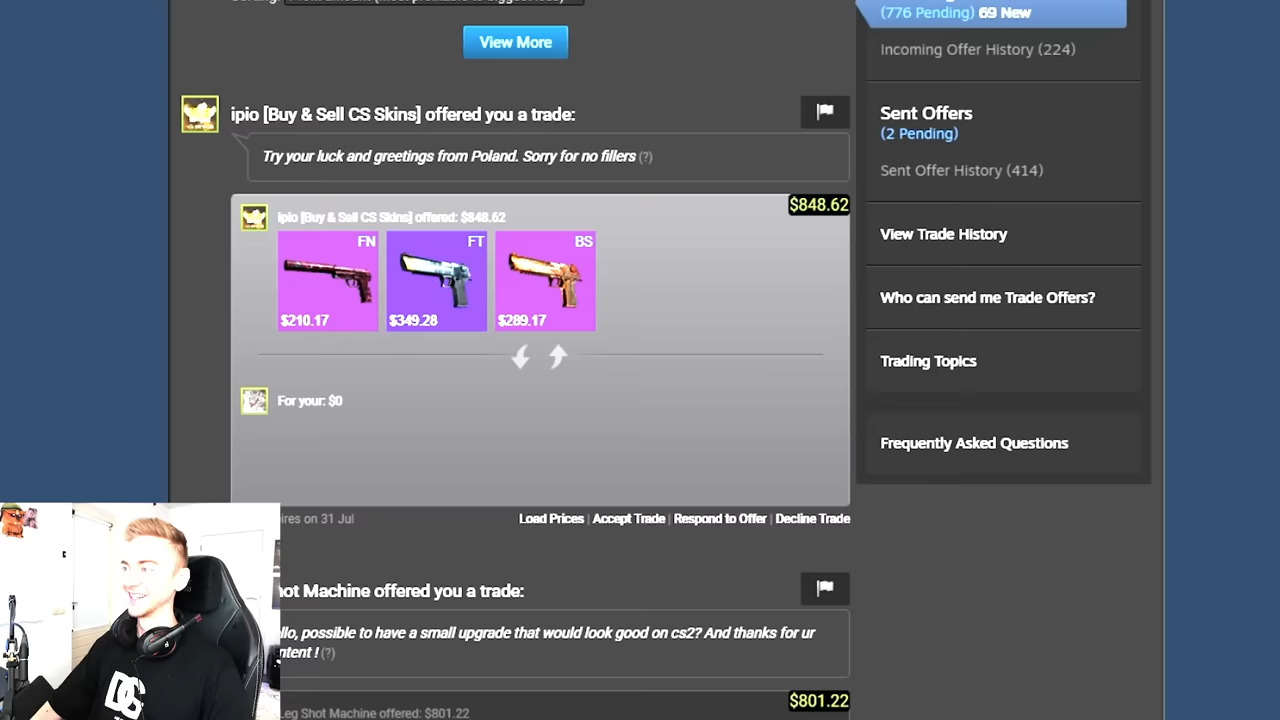 (776 Pending) 69 New
View More
Incoming Offer History (224)
ipio [Buy & Sell CS Skins] offered you a trade:
Sent Offers
(2 Pending)
Try your luck and greetings from Poland. Sorry for no fillers (?)
Sent Offer History (414)
$848.62
ipio [Buy & Sell CS Skins] offered: $848.62
View Trade History
FN
FT
BS
Who can send me Trade Offers?
$210.17
$349.28
$289.17
Trading Topics
For your: $0
Frequently Asked Questions
ires on 31 Jul
Load Prices | Accept Trade | Respond to Offer | Decline Trade
hot Machine offered you a trade:
llo, possible to have a small upgrade that would look good on cs2? And thanks for ur
ntent ! (?)
$801.22
Leg Shot Machine offered: $801.22